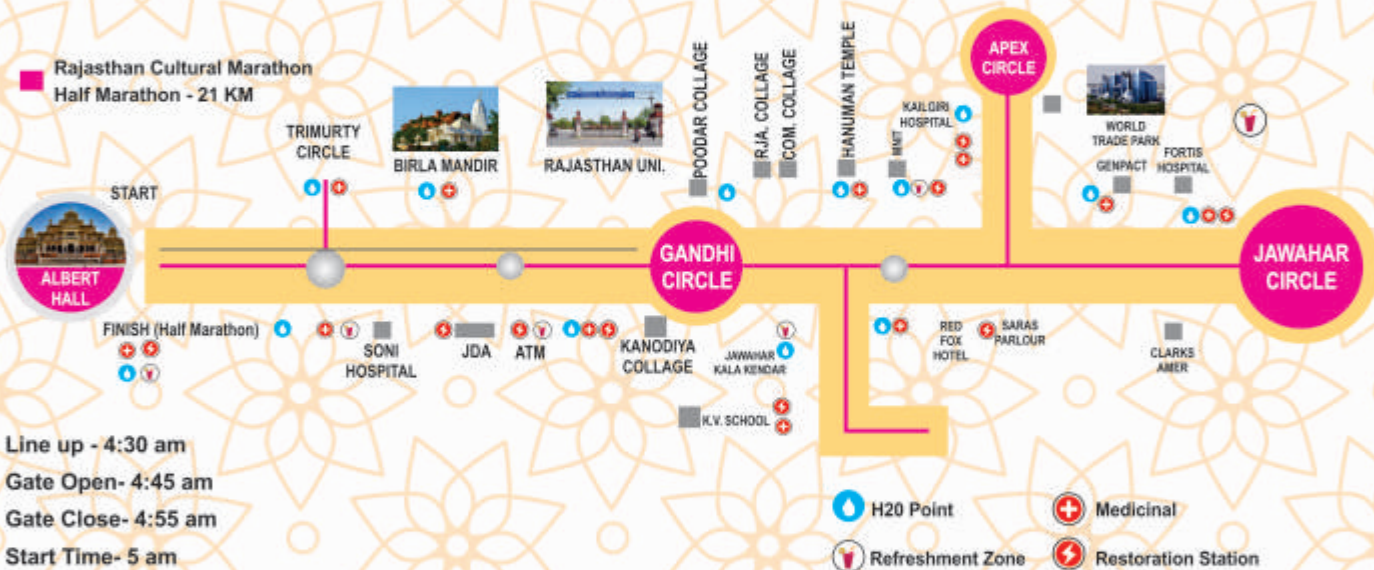 Rajasthan Cultural Marathon
Half Marathon - 21 KM
START
ALBERT
HALL
TRIMURTY
CIRCLE
BIRLA MANDIR
RAJASTHAN UNI.
POODAR COLLAGE
RJA. COLLAGE
COM. COLLAGE
HANUMAN TEMPLE
MNIT
KAILGIRI
HOSPITAL
APEX
CIRCLE
WORLD
TRADE PARK
GENPACT
FORTIS
HOSPITAL
GANDHI
CIRCLE
JAWAHAR
CIRCLE
FINISH (Half Marathon)
SONI
HOSPITAL
JDA
ATM
KANODIYA
COLLAGE
JAWAHAR
KALA KENDAR
K.V. SCHOOL
RED
FOX
HOTEL
SARAS
PARLOUR
CLARKS
AMER
Line up - 4:30 am
Gate Open- 4:45 am
Gate Close- 4:55 am
Start Time- 5 am
H20 Point
Medicinal
Refreshment Zone
Restoration Station